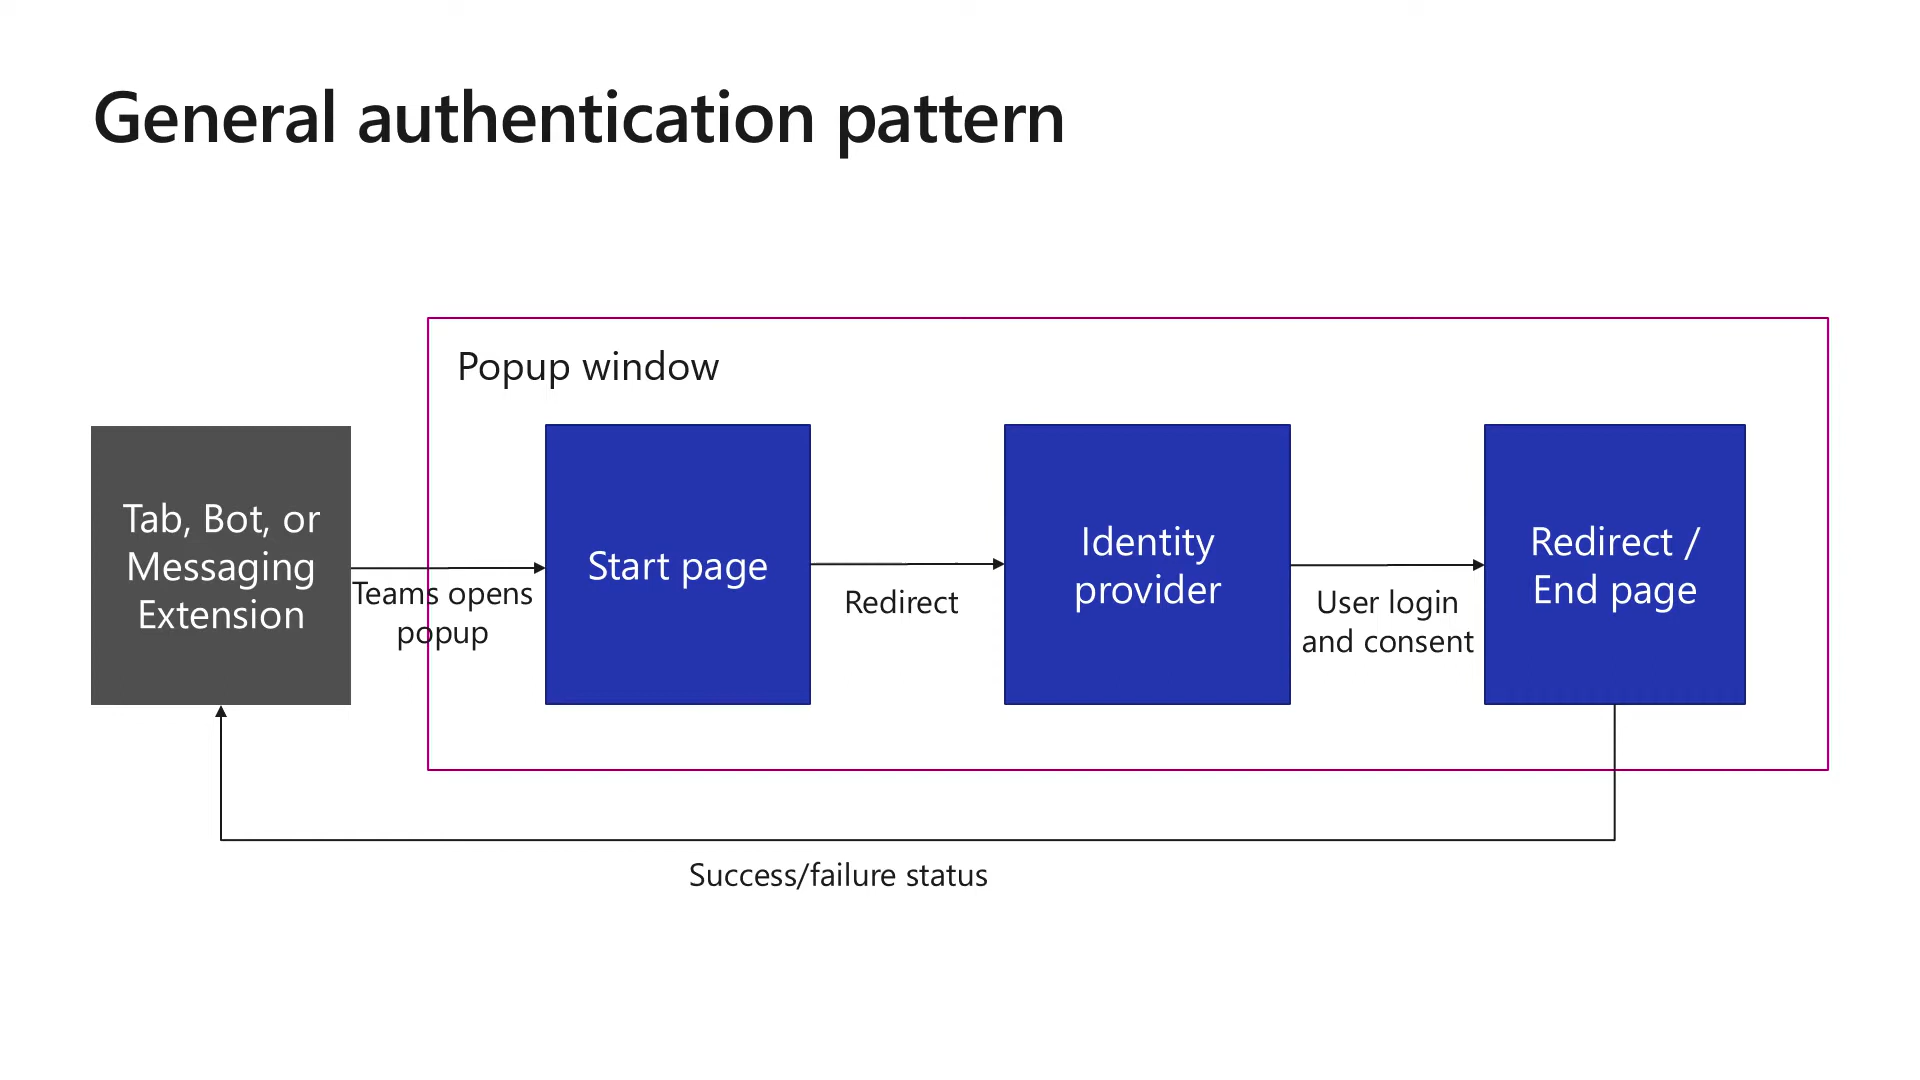 General authentication pattern
Popup window
Tab, Bot, or
Messaging
Extension
Teams opens
popup
Start page
Redirect
Identity
provider
User login
and consent
Redirect /
End page
Success/failure status